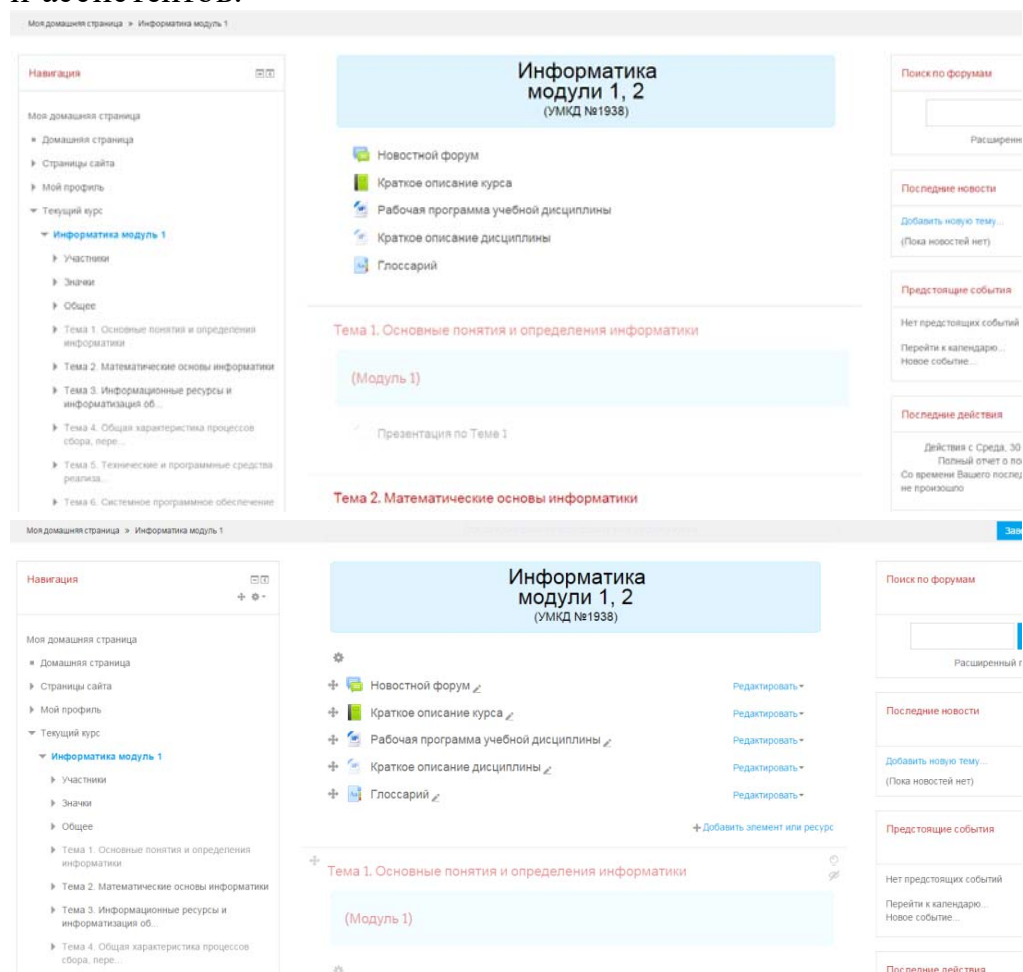 и ассистентов.
Моя домашняя страница » Информатика модуль 1
Навигация
Моя домашняя страница
Домашняя страница
Страницы сайта
Мой профиль
Текущий курс
Информатика модуль 1
Участники
Значки
Общее
Тема 1. Основные понятия и определения
информатики
Тема 2. Математические основы информатики
Тема 3. Информационные ресурсы и
информатизация об...
Тема 4. Общая характеристика процессов
сбора, пере...
Тема 5. Технические и программные средства
реализа...
Тема 6. Системное программное обеспечение
Информатика
модули 1, 2
(УМКД №1938)
Новостной форум
Краткое описание курса
Рабочая программа учебной дисциплины
Краткое описание дисциплины
Глоссарий
Тема 1. Основные понятия и определения информатики
(Модуль 1)
Презентация по Теме 1
Тема 2. Математические основы информатики
Поиск по форумам
Последние новости
Добавить новую тему...
(Пока новостей нет)
Предстоящие события
Нет предстоящих событий
Перейти к календарю...
Новое событие...
Последние действия
Действия с Среда, 30
Полный отчет о
Со времени Вашего
не произошло
Моя домашняя страница » Информатика модуль 1
Навигация
Моя домашняя страница
Домашняя страница
Страницы сайта
Мой профиль
Текущий курс
Информатика модуль 1
Участники
Значки
Общее
Тема 1. Основные понятия и определения
информатики
Тема 2. Математические основы информатики
Тема 3. Информационные ресурсы и
информатизация об...
Тема 4. Общая характеристика процессов
сбора, пере...
Информатика
модули 1, 2
(УМКД №1938)
Новостной форум Редактировать
Краткое описание курса Редактировать
Рабочая программа учебной дисциплины Редактировать
Краткое описание дисциплины Редактировать
Глоссарий Редактировать
Добавить элемент или ресурс
Тема 1. Основные понятия и определения информатики
(Модуль 1)
Поиск по форумам
Расширенный
Последние новости
Добавить новую тему...
(Пока новостей нет)
Предстоящие события
Нет предстоящих событий
Перейти к календарю...
Новое событие...
Последние действия